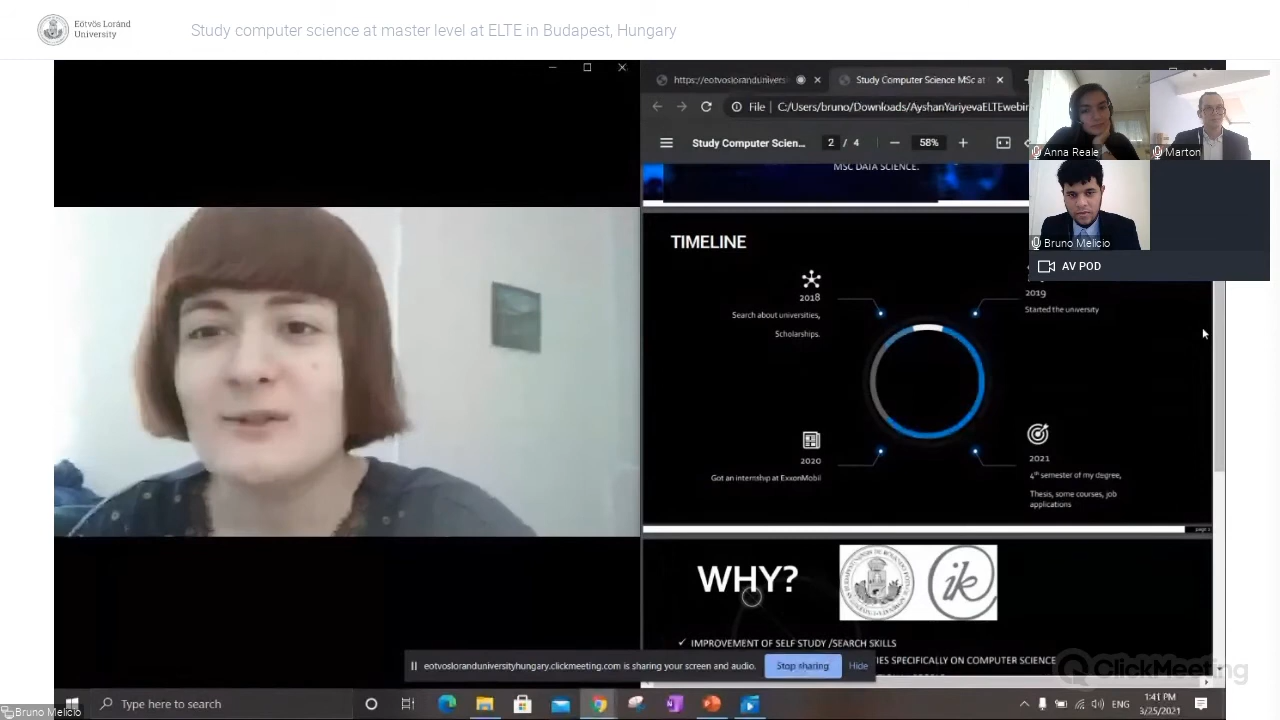 Eötvös Loránd
University
Study computer science at master level at ELTE in Budapest, Hungary
https://eotvosloranduniversi
Study Computer Science MSc at
File
C:/Users/bruno/Downloads/AyshanYariyevaELTEwebin
Study Computer Scien...
2 / 4
58%
MSC DATA SCIENCE.
Anna Reale
Marton
Bruno Melicio
AV POD
TIMELINE
2018
Search about universities,
Scholarships.
2019
Started the university
2020
Got an internship at ExxonMobil
2021
4th semester of my degree,
Thesis, some courses, job
applications
WHY?
ik
✓ IMPROVEMENT OF SELF STUDY /SEARCH SKILLS
IES SPECIFICALLY ON COMPUTER SCIENCE
eotvosloranduniversityhungary.clickmeeting.com is sharing your screen and audio.
Stop sharing
Hide
ClickMeeting
Type here to search
ENG
1:41 PM
3/25/2021
Bruno Melicio